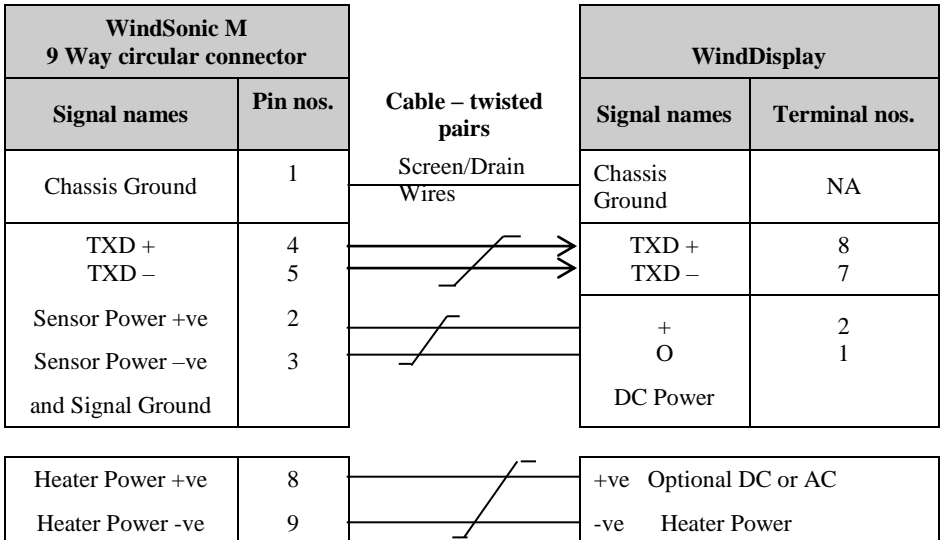 WindSonic M
9 Way circular connector
WindDisplay
Signal names
Pin nos.
Cable – twisted
pairs
Signal names
Terminal nos.
Chassis Ground
1
Screen/Drain
Wires
Chassis
Ground
NA
TXD + 4 TXD + 8
TXD – 5 TXD – 7
Sensor Power +ve 2 + 2
Sensor Power –ve 3 O 1
and Signal Ground DC Power
Heater Power +ve 8 +ve Optional DC or AC
Heater Power -ve 9 -ve Heater Power